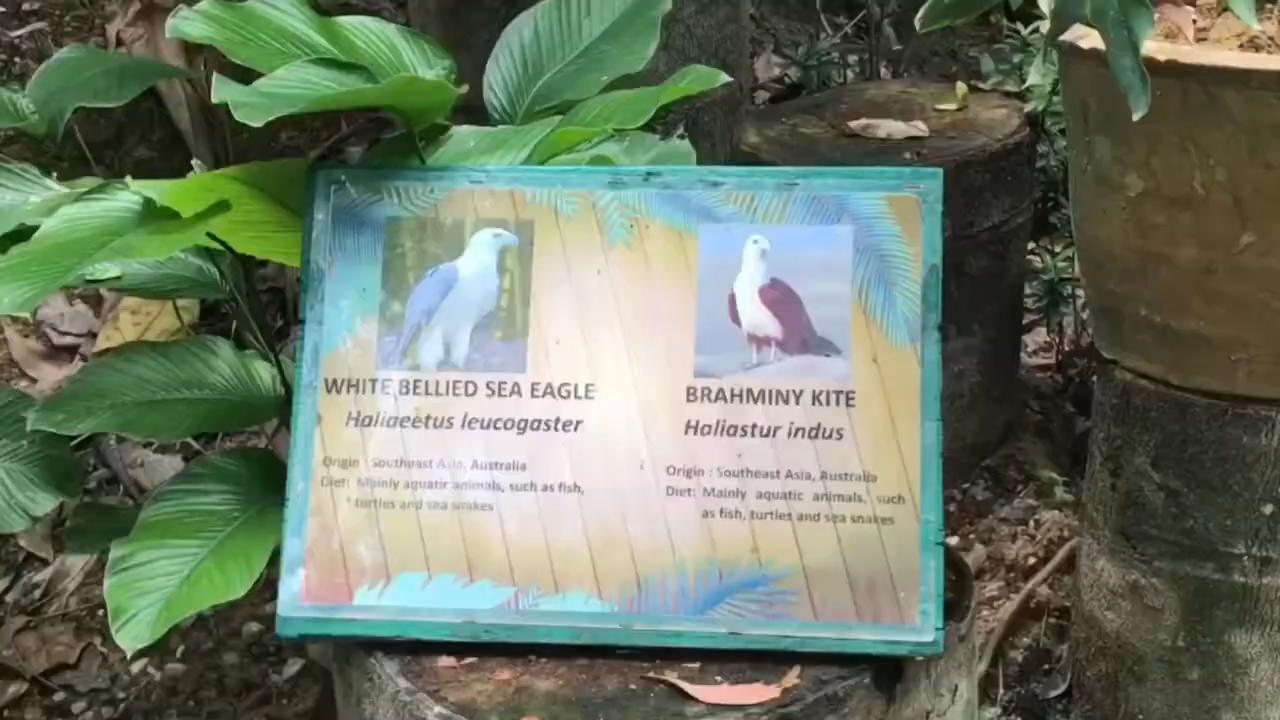 WHITE BELLIED SEA EAGLE
Haliaeetus leucogaster
Origin : Southeast Asia, Australia
Diet: Mainly aquatic animals, such as fish,
turtles and sea snakes
BRAHMINY KITE
Haliastur indus
Origin : Southeast Asia, Australia
Diet: Mainly aquatic animals, such
as fish, turtles and sea snakes